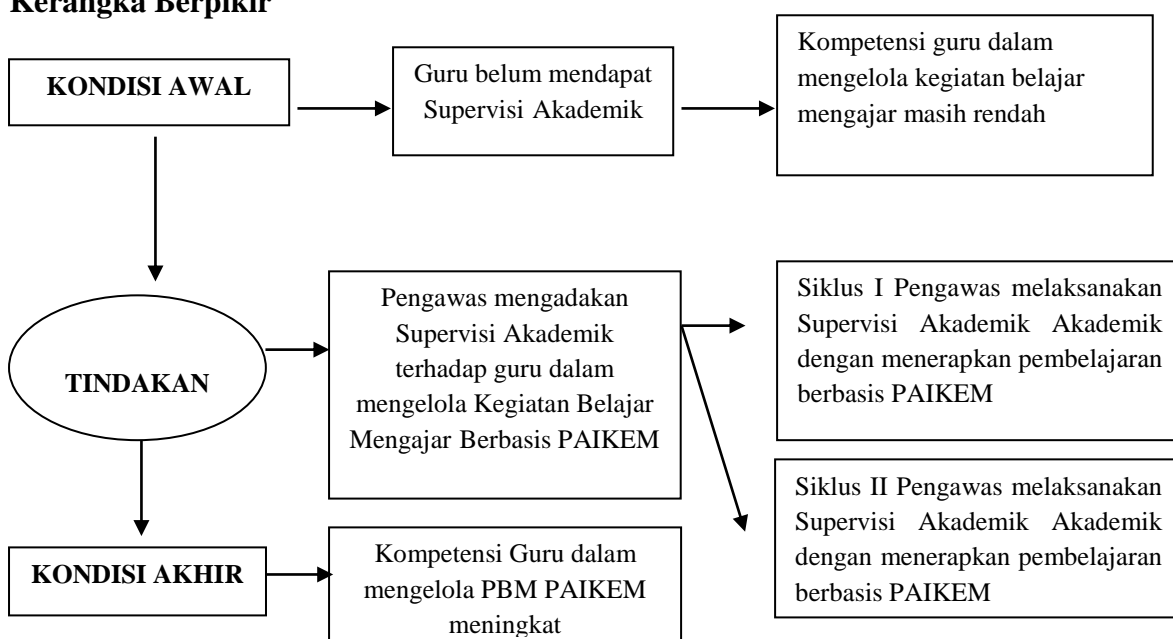 Kerangka Berpikir
KONDISI AWAL
Guru belum mendapat
Supervisi Akademik
Kompetensi guru dalam
mengelola kegiatan belajar
mengajar masih rendah
TINDAKAN
Pengawas mengadakan
Supervisi Akademik
terhadap guru dalam
mengelola Kegiatan Belajar
Mengajar Berbasis PAIKEM
Siklus I Pengawas melaksanakan
Supervisi Akademik Akademik
dengan menerapkan pembelajaran
berbasis PAIKEM
Siklus II Pengawas melaksanakan
Supervisi Akademik Akademik
dengan menerapkan pembelajaran
berbasis PAIKEM
KONDISI AKHIR
Kompetensi Guru dalam
mengelola PBM PAIKEM
meningkat